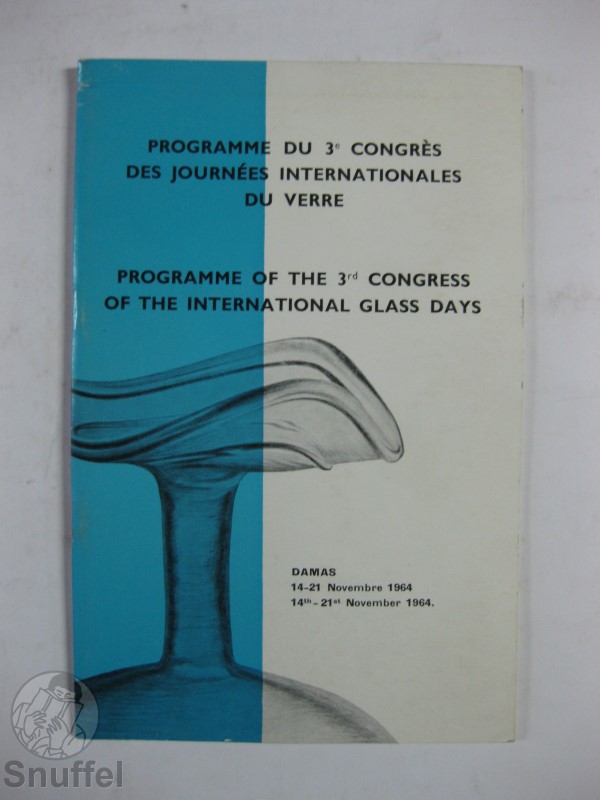 PROGRAMME DU 3e CONGRÈS
DES JOURNÉES INTERNATIONALES
DU VERRE
PROGRAMME OF THE 3rd CONGRESS
OF THE INTERNATIONAL GLASS DAYS
DAMAS
14-21 Novembre 1964
14th - 21st November 1964.
Snuffel